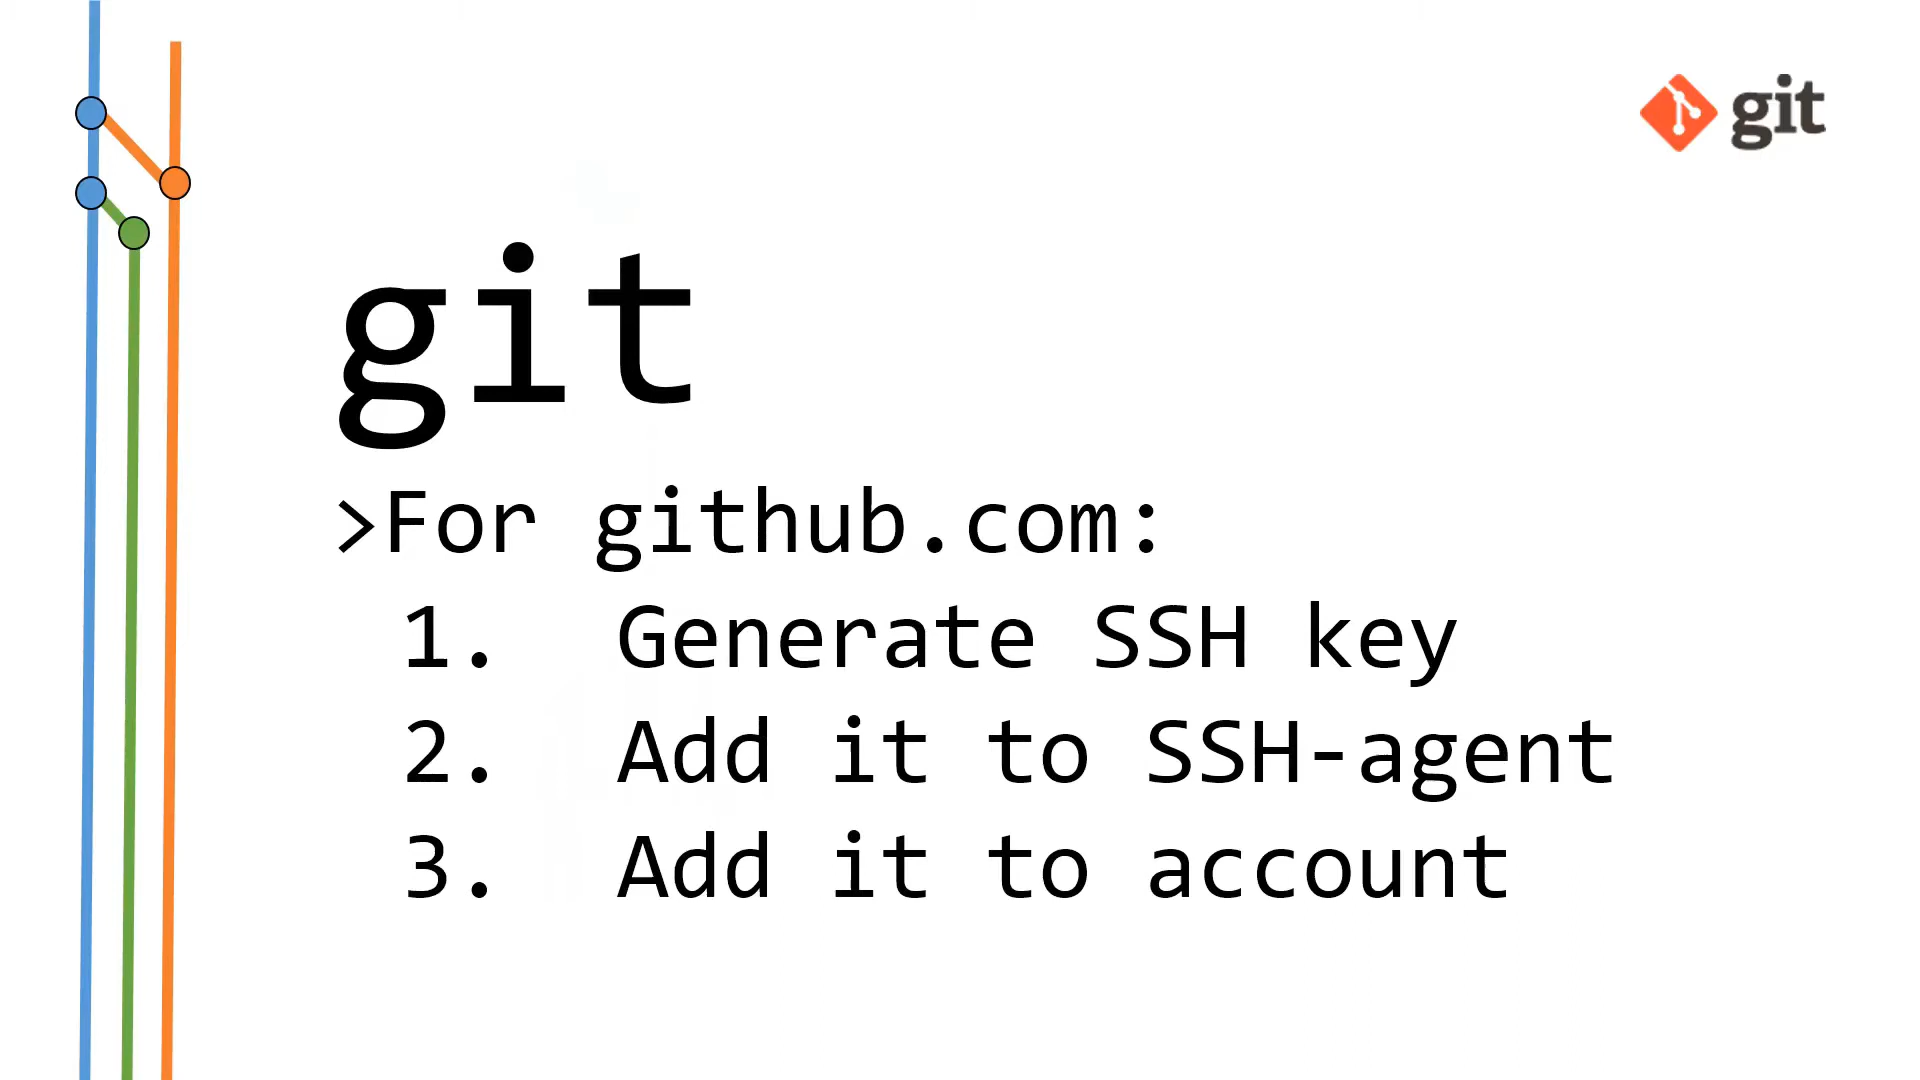 git
git
>For github.com:
1. Generate SSH key
2. Add it to SSH-agent
3. Add it to account